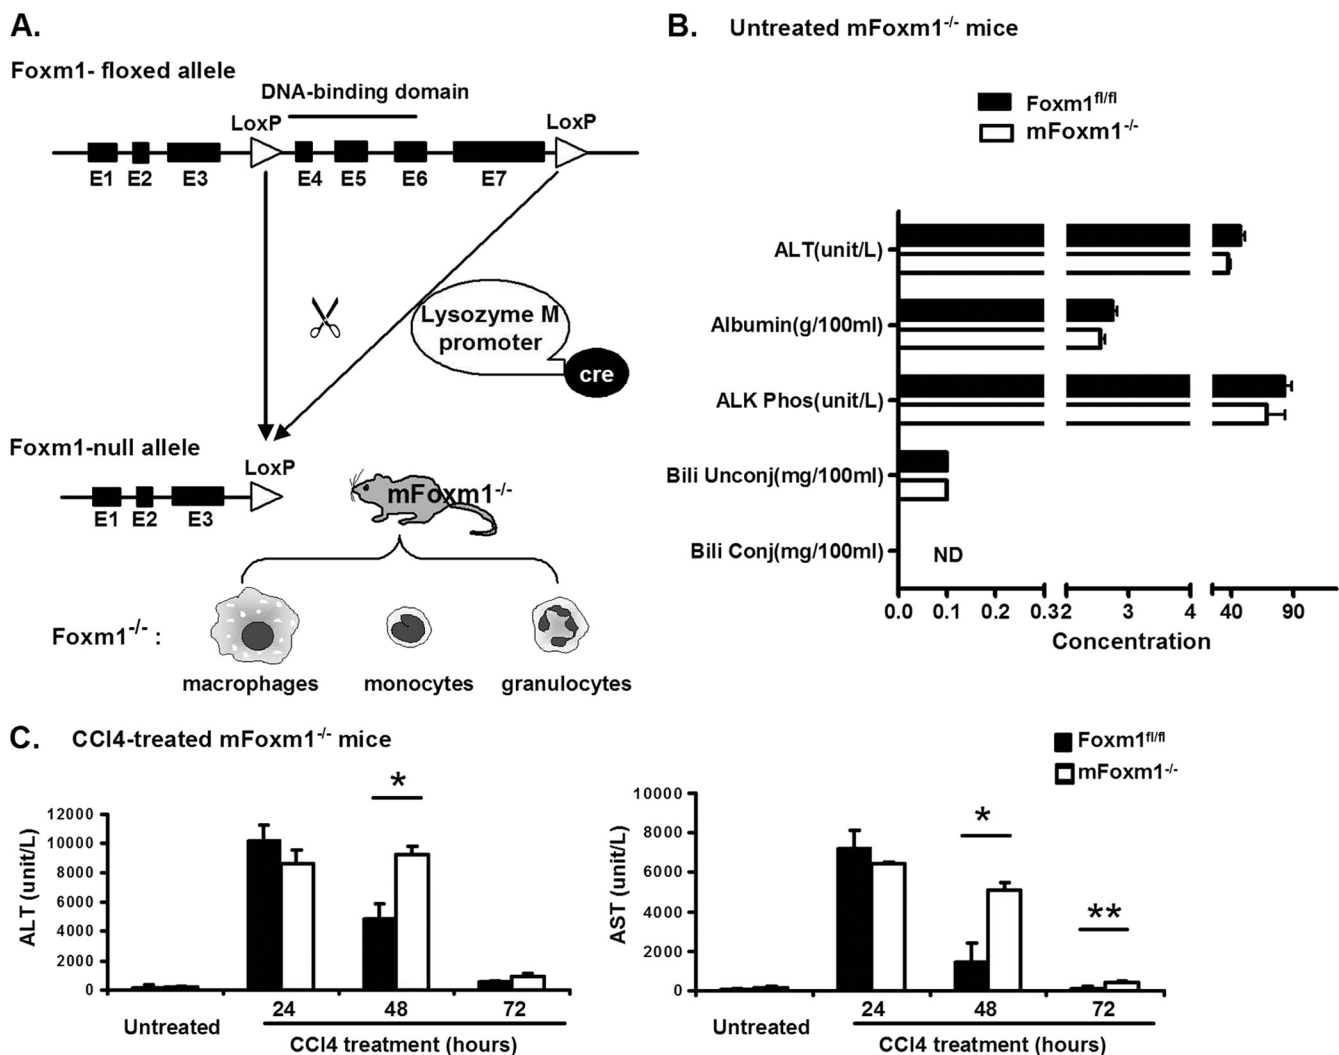 A.
Foxm1- floxed allele
DNA-binding domain
LoxP LoxP
E1 E2 E3 E4 E5 E6 E7
Lysozyme M
promoter
cre
Foxm1-null allele
LoxP
E1 E2 E3
mFoxm1-/-
Foxm1-/- :
macrophages monocytes granulocytes
B. Untreated mFoxm1-/- mice
Foxm1fl/fl
mFoxm1-/-
ALT(unit/L)
Albumin(g/100ml)
ALK Phos(unit/L)
Bili Unconj(mg/100ml)
Bili Conj(mg/100ml) ND
0.0 0.1 0.2 0.3 2 3 4 40 90
Concentration
C. CCl4-treated mFoxm1-/- mice
ALT (unit/L)
12000
10000
8000
6000
4000
2000
0
*
Untreated 24 48 72
CCl4 treatment (hours)
Foxm1fl/fl
mFoxm1-/-
AST (unit/L)
10000
8000
6000
4000
2000
0
*
**
Untreated 24 48 72
CCl4 treatment (hours)